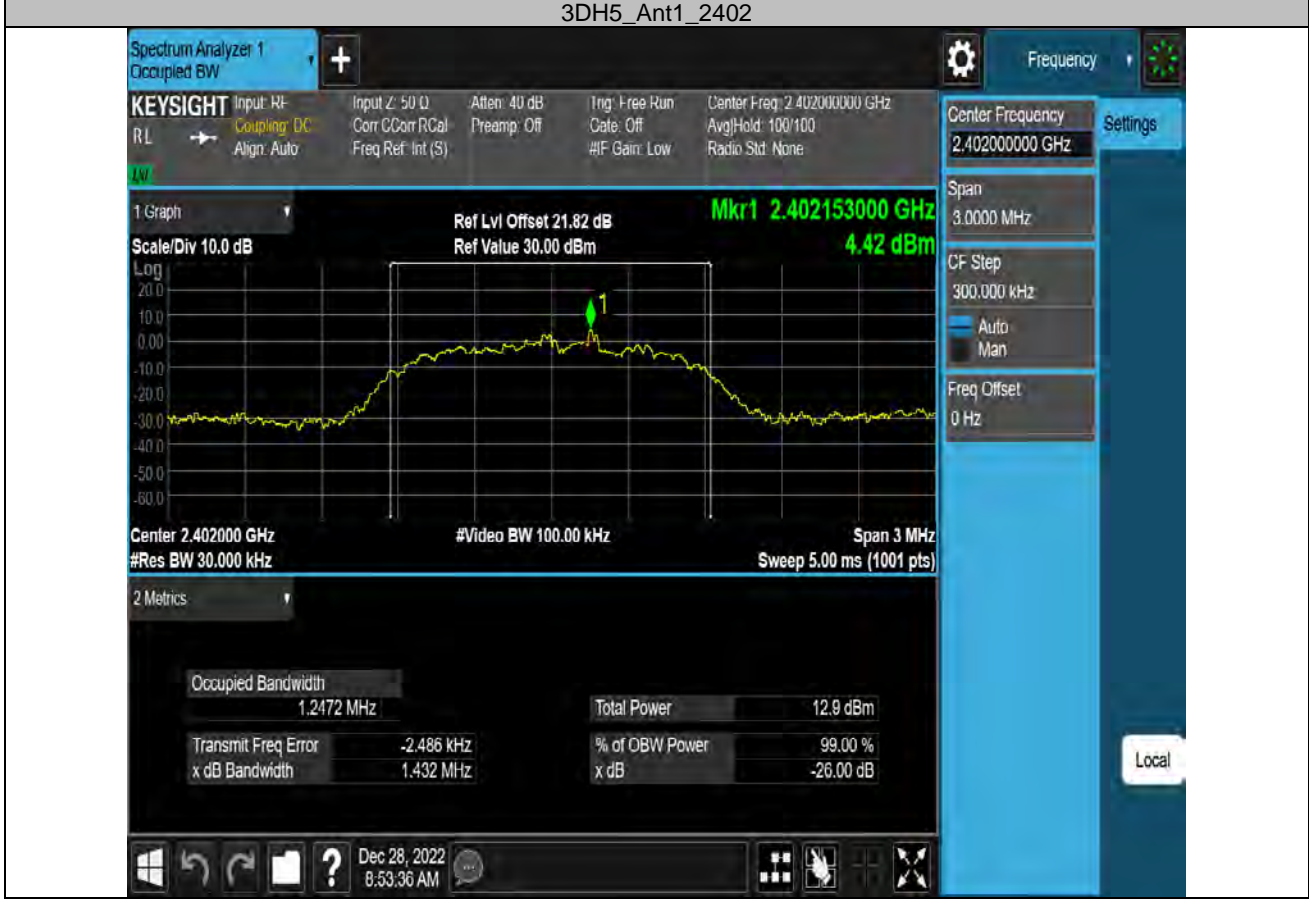 3DH5_Ant1_2402
Spectrum Analyzer 1
Occupied BW
+
Frequency
KEYSIGHT
RL
Input: RF
Coupling: DC
Align: Auto
Input Z: 50 Ω
Corr CCorr RCal
Freq Ref: Int (S)
Atten: 40 dB
Preamp: Off
Trig: Free Run
Gate: Off
#IF Gain: Low
Center Freq: 2.402000000 GHz
Avg|Hold: 100/100
Radio Std: None
Center Frequency
2.402000000 GHz
Settings
Span
3.0000 MHz
CF Step
300.000 kHz
Auto
Man
Freq Offset
0 Hz
1 Graph
Scale/Div 10.0 dB
Ref Lvl Offset 21.82 dB
Ref Value 30.00 dBm
Mkr1 2.402153000 GHz
4.42 dBm
Log
20.0
10.0
0.00
-10.0
-20.0
-30.0
-40.0
-50.0
-60.0
1
Center 2.402000 GHz
#Res BW 30.000 kHz
#Video BW 100.00 kHz
Span 3 MHz
Sweep 5.00 ms (1001 pts)
2 Metrics
Occupied Bandwidth
1.2472 MHz
Total Power 12.9 dBm
Transmit Freq Error -2.486 kHz
% of OBW Power 99.00 %
x dB Bandwidth 1.432 MHz
x dB -26.00 dB
Local
?
Dec 28, 2022
8:53:36 AM